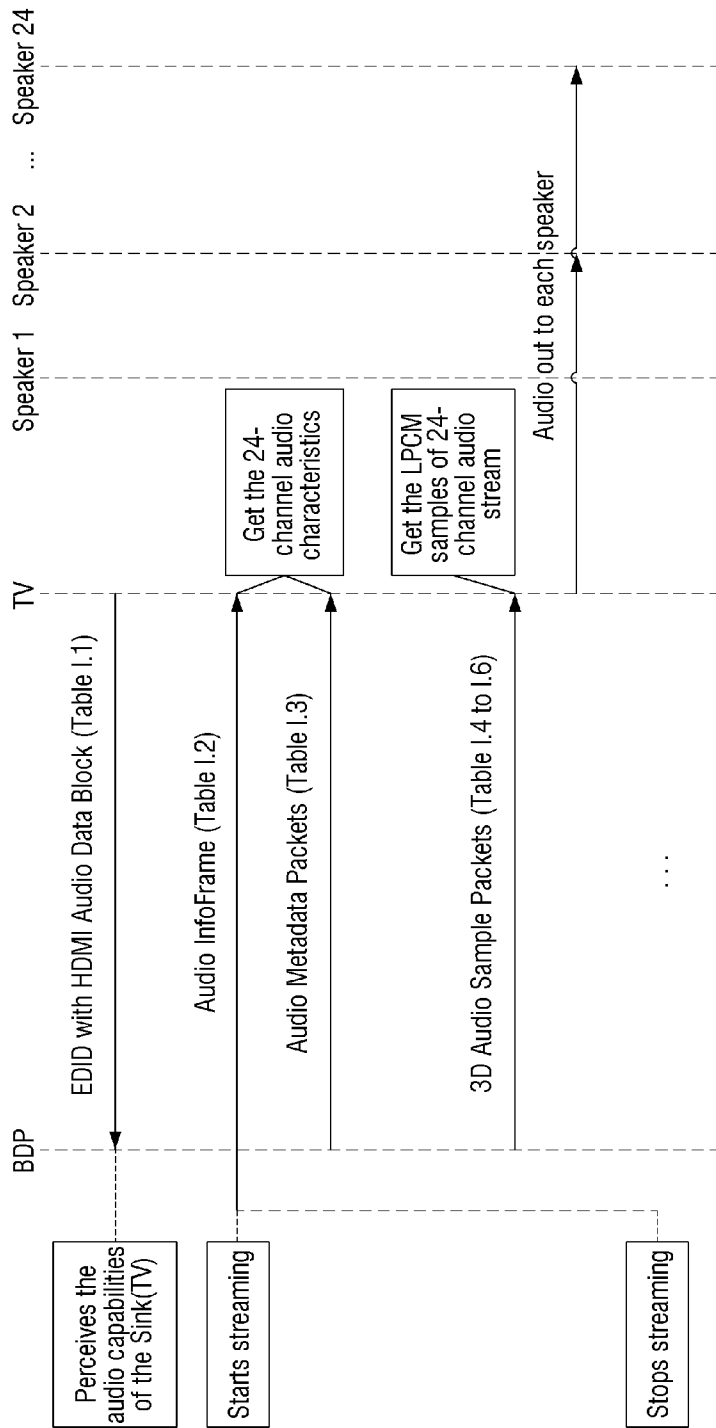 BDP
TV
Speaker 1
Speaker 2
...
Speaker 24
Perceives the
audio capabilities
of the Sink(TV)
EDID with HDMI Audio Data Block (Table I.1)
Starts streaming
Audio InfoFrame (Table I.2)
Get the 24-
channel audio
characteristics
Audio Metadata Packets (Table I.3)
3D Audio Sample Packets (Table I.4 to I.6)
Get the LPCM
samples of 24-
channel audio
stream
Audio out to each speaker
Stops streaming
...